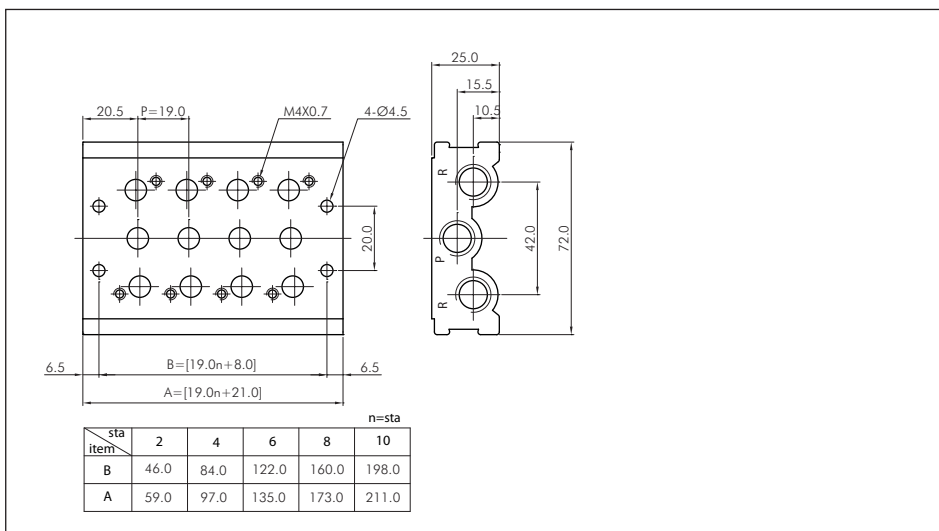 25.0
15.5
10.5
20.5
P=19.0
M4X0.7
4-Ø4.5
R
P
R
20.0
42.0
72.0
6.5
B=[19.0n+8.0]
6.5
A=[19.0n+21.0]
n=sta
sta
item
2
4
6
8
10
B
46.0
84.0
122.0
160.0
198.0
A
59.0
97.0
135.0
173.0
211.0